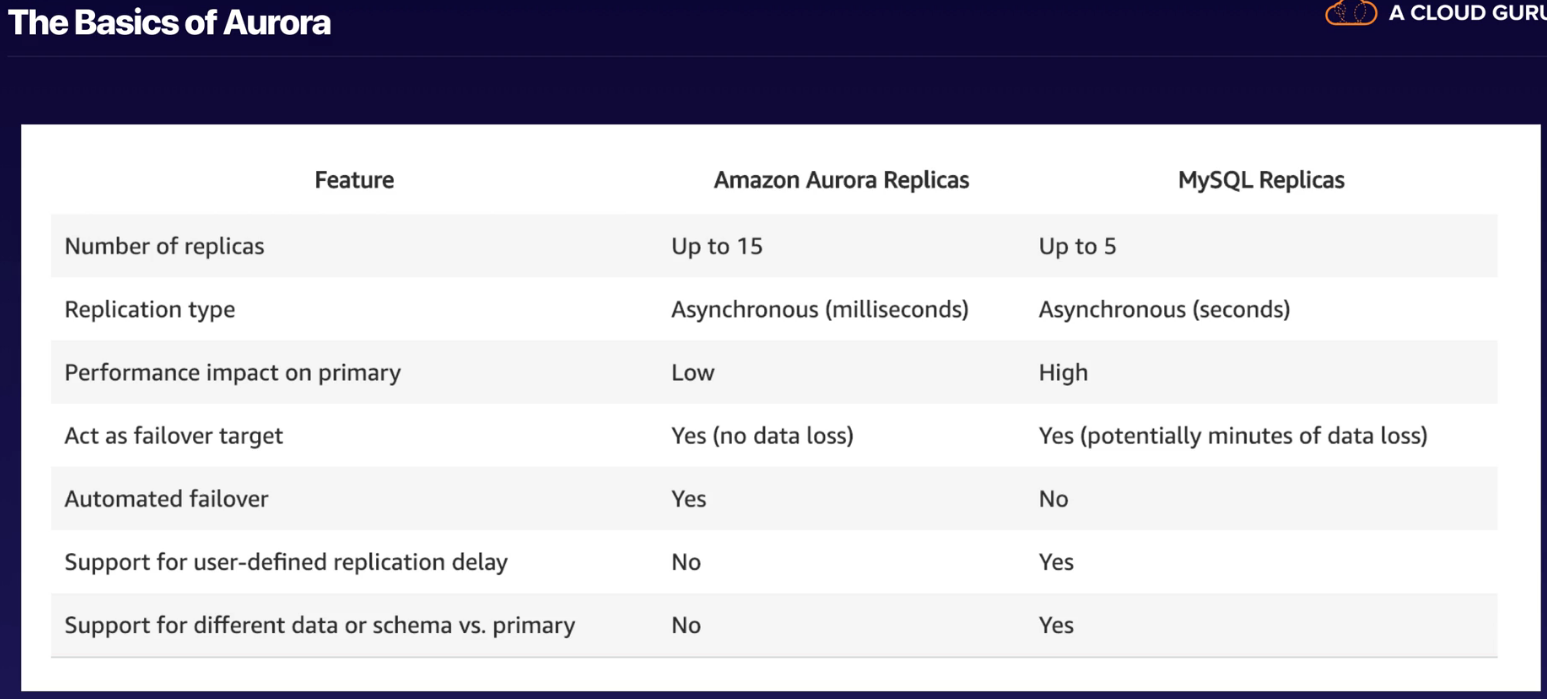 The Basics of Aurora
A CLOUD GURU
Feature Amazon Aurora Replicas MySQL Replicas
Number of replicas Up to 15 Up to 5
Replication type Asynchronous (milliseconds) Asynchronous (seconds)
Performance impact on primary Low High
Act as failover target Yes (no data loss) Yes (potentially minutes of data loss)
Automated failover Yes No
Support for user-defined replication delay No Yes
Support for different data or schema vs. primary No Yes